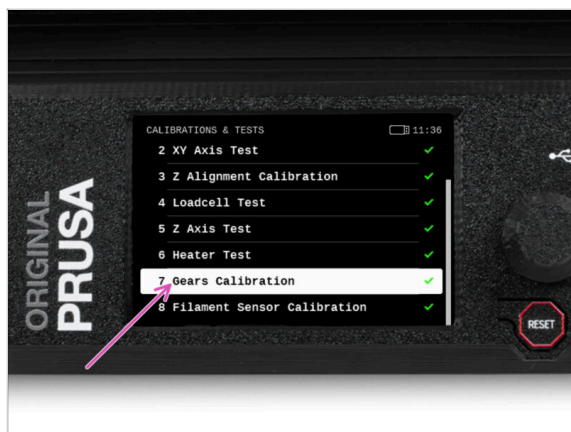 ORIGINAL
PRUSA
CALIBRATIONS & TESTS
11:36
2 XY Axis Test
3 Z Alignment Calibration
4 Loadcell Test
5 Z Axis Test
6 Heater Test
7 Gears Calibration
8 Filament Sensor Calibration
RESET